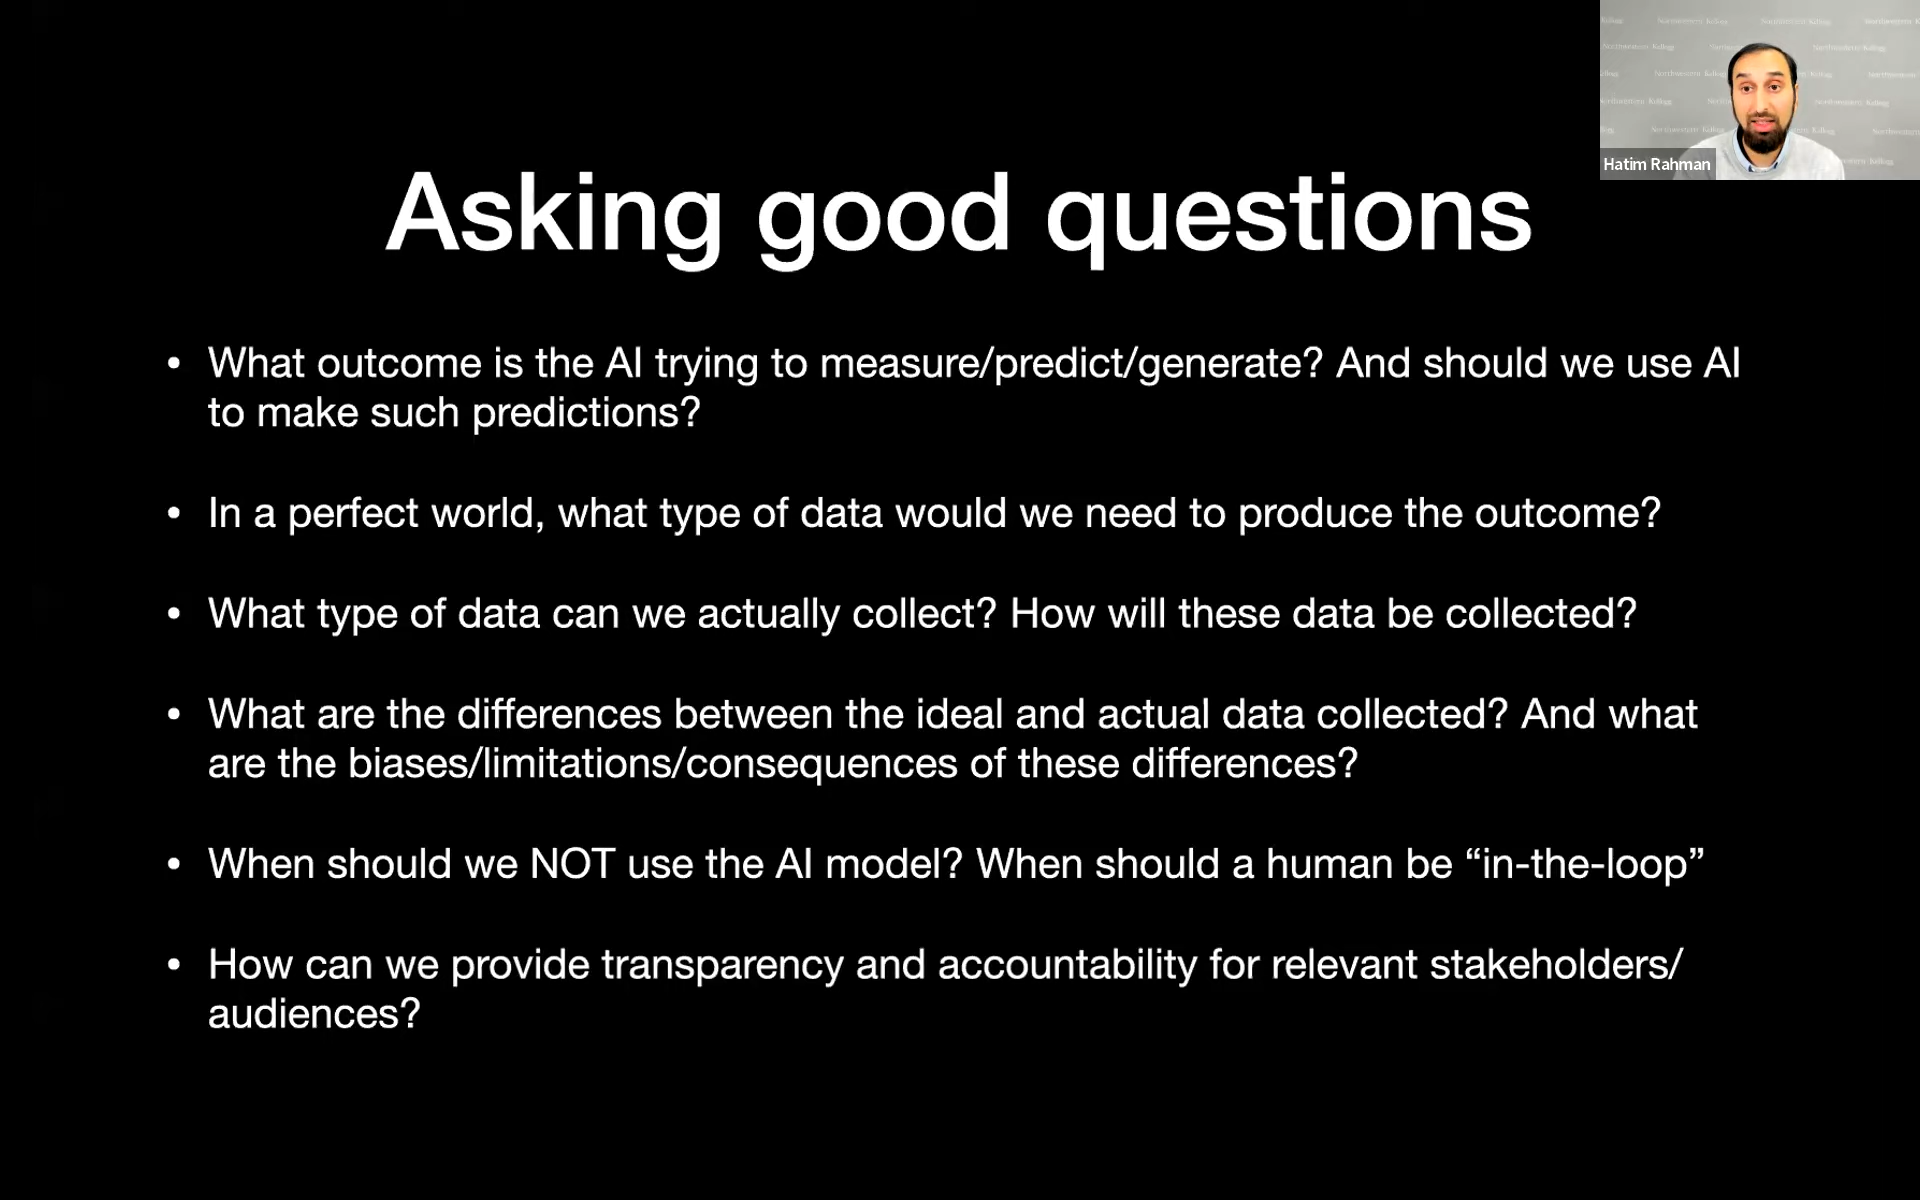 Northwestern Kellogg
Hatim Rahman
Asking good questions
• What outcome is the AI trying to measure/predict/generate? And should we use AI
to make such predictions?
• In a perfect world, what type of data would we need to produce the outcome?
• What type of data can we actually collect? How will these data be collected?
• What are the differences between the ideal and actual data collected? And what
are the biases/limitations/consequences of these differences?
• When should we NOT use the AI model? When should a human be “in-the-loop”
• How can we provide transparency and accountability for relevant stakeholders/
audiences?